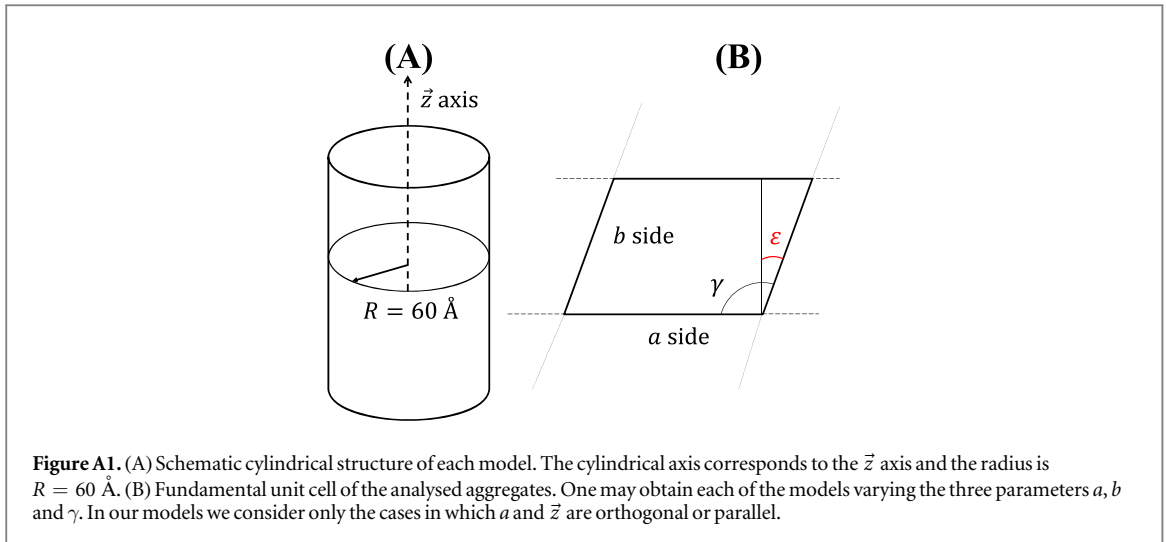 (A)
z⃗ axis
R = 60 Å
(B)
b side
ε
γ
a side
Figure A1. (A) Schematic cylindrical structure of each model. The cylindrical axis corresponds to the z⃗ axis and the radius is
R = 60 Å. (B) Fundamental unit cell of the analysed aggregates. One may obtain each of the models varying the three parameters a, b
and γ. In our models we consider only the cases in which a and z⃗ are orthogonal or parallel.